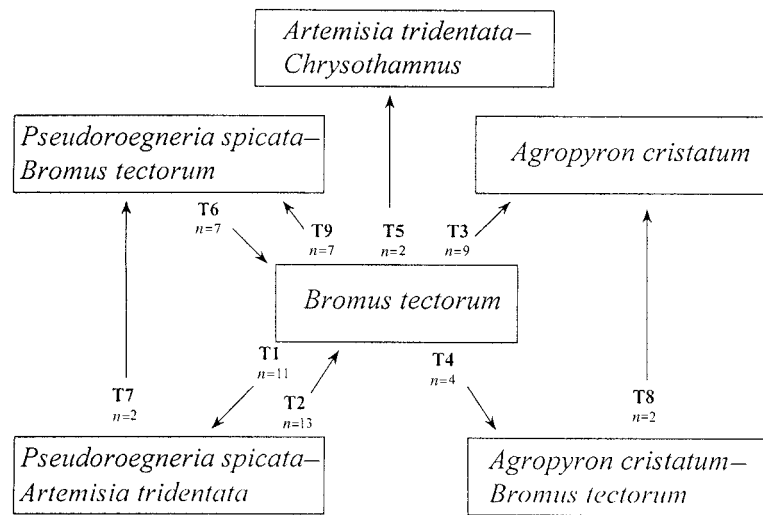 Artemisia tridentata–
Chrysothamnus
Pseudoroegneria spicata–
Bromus tectorum
Agropyron cristatum
T6
n=7
T9
n=7
T5
n=2
T3
n=9
Bromus tectorum
T1
n=11
T2
n=13
T4
n=4
T7
n=2
T8
n=2
Pseudoroegneria spicata–
Artemisia tridentata
Agropyron cristatum–
Bromus tectorum